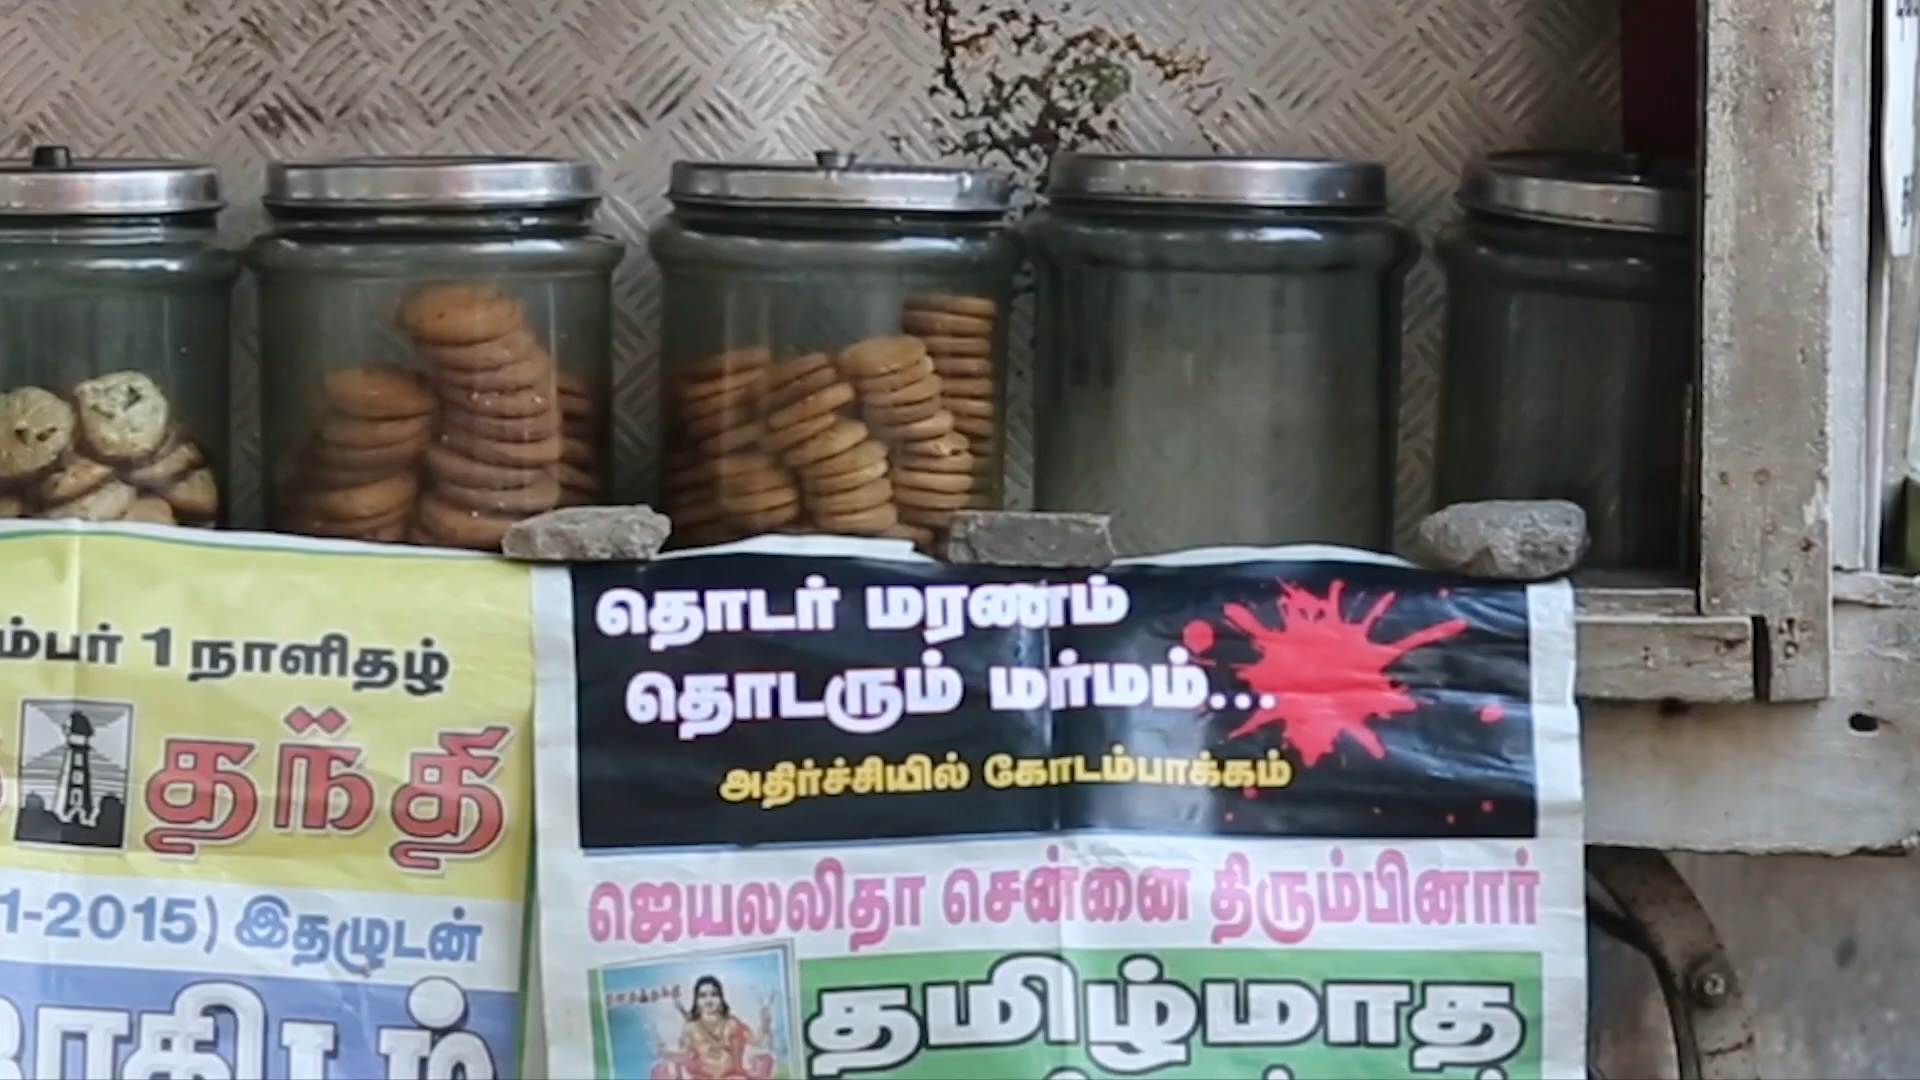 ம்பர் 1 நாளிதழ்
தந்தி
1-2015) இதழுடன்
தொடர் மரணம்
தொடரும் மர்மம்...
அதிர்ச்சியில் கோடம்பாக்கம்
ஜெயலலிதா சென்னை திரும்பினார்
தமிழ்மாத